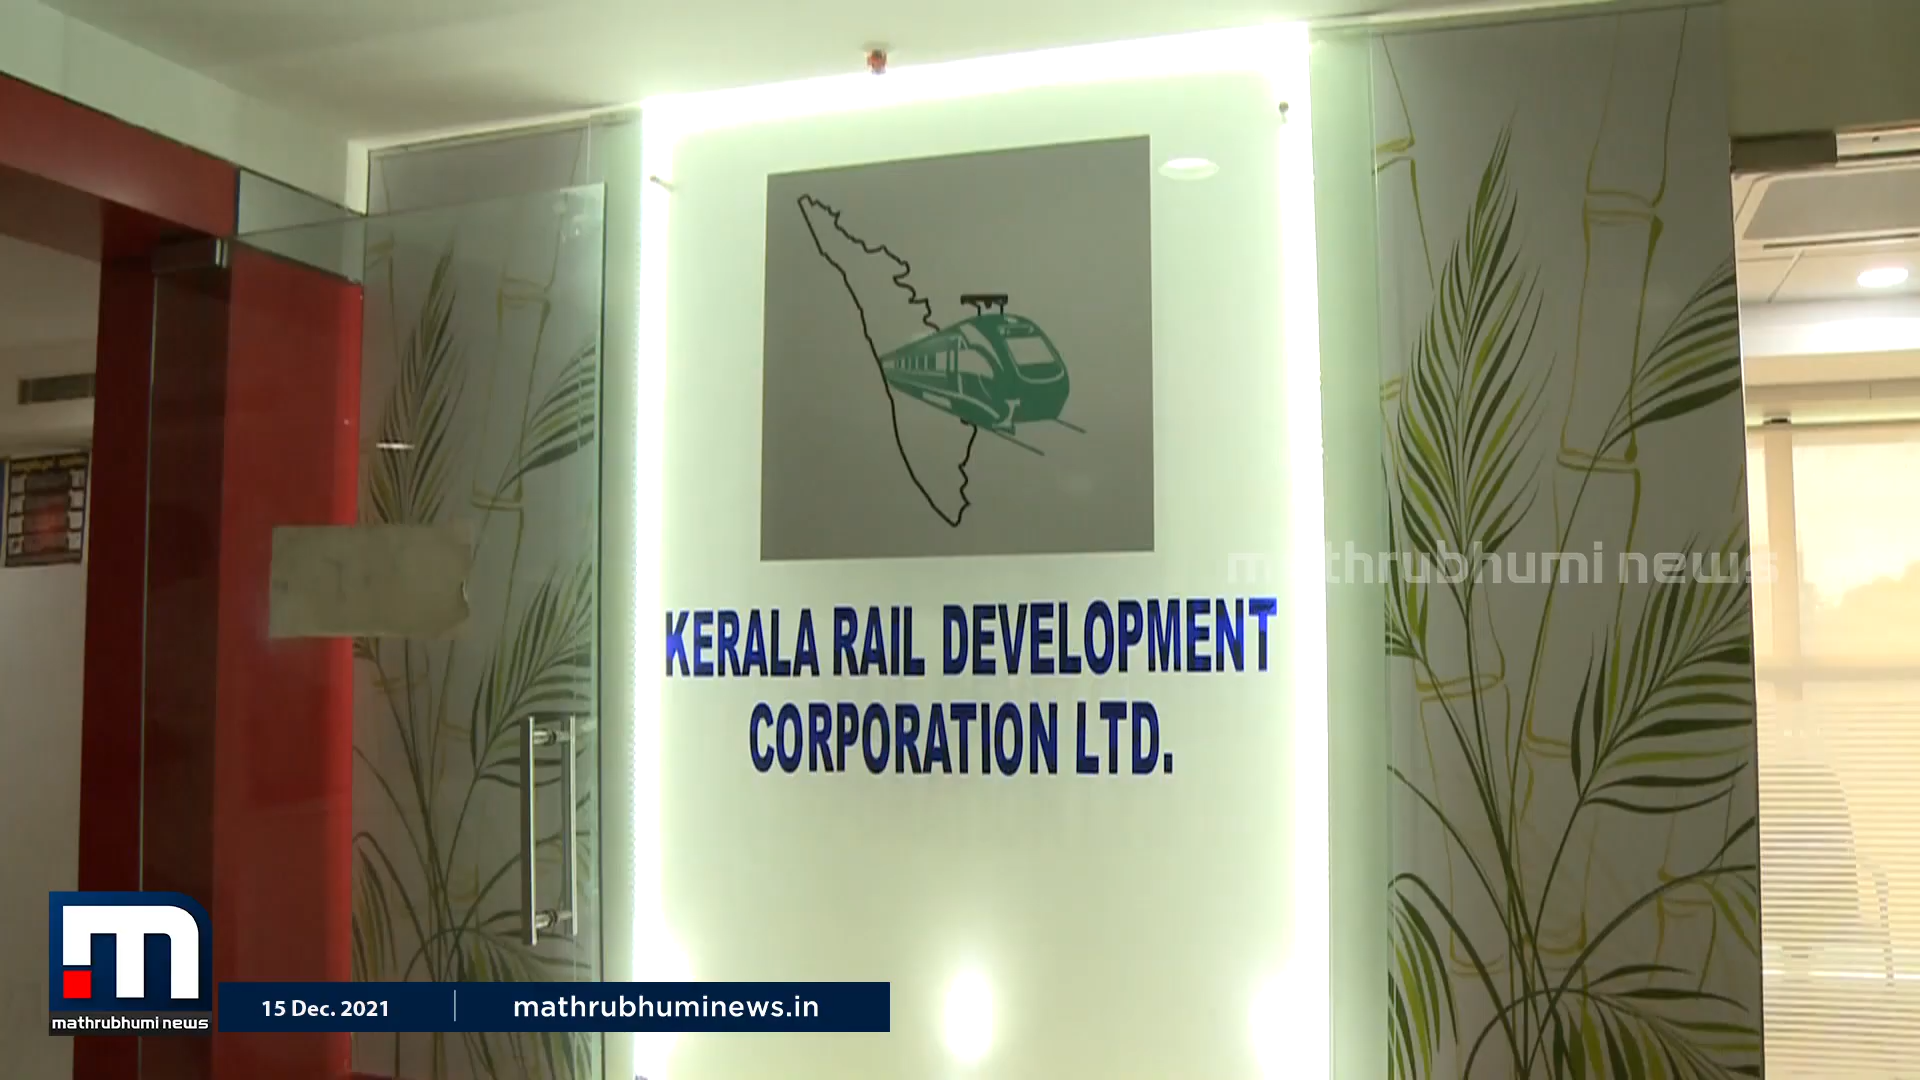 KERALA RAIL DEVELOPMENT
CORPORATION LTD.
mathrubhumi news
mathrubhumi news
15 Dec. 2021
mathrubhuminews.in